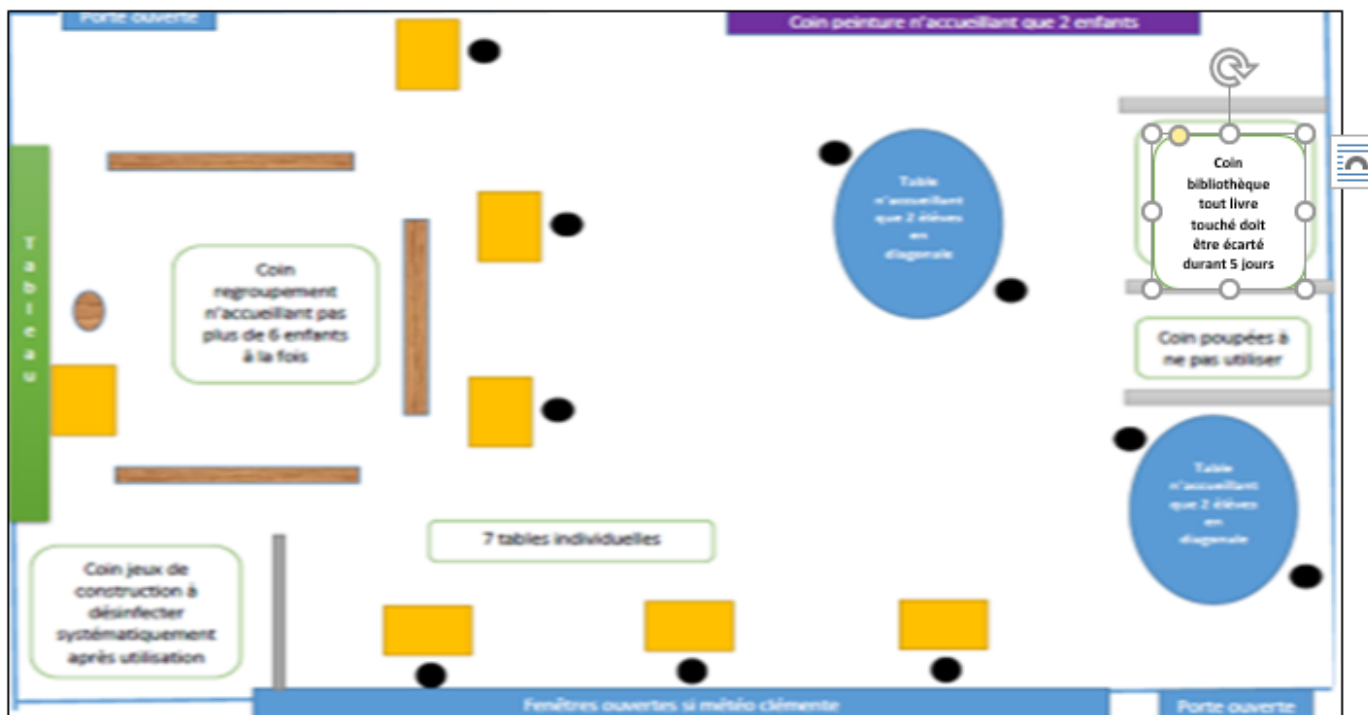 Porte ouverte
Coin peinture n'accueillant que 2 enfants
Tableau
Coin
regroupement
n'accueillant pas
plus de 6 enfants
à la fois
Table
n'accueillant
que 2 élèves
en
diagonale
Coin
bibliothèque
tout livre
touché doit
être écarté
durant 5 jours
Coin poupées à
ne pas utiliser
Table
n'accueillant
que 2 élèves
en
diagonale
7 tables individuelles
Coin jeux de
construction à
désinfecter
systématiquement
après utilisation
Fenêtres ouvertes si météo clémente
Porte ouverte